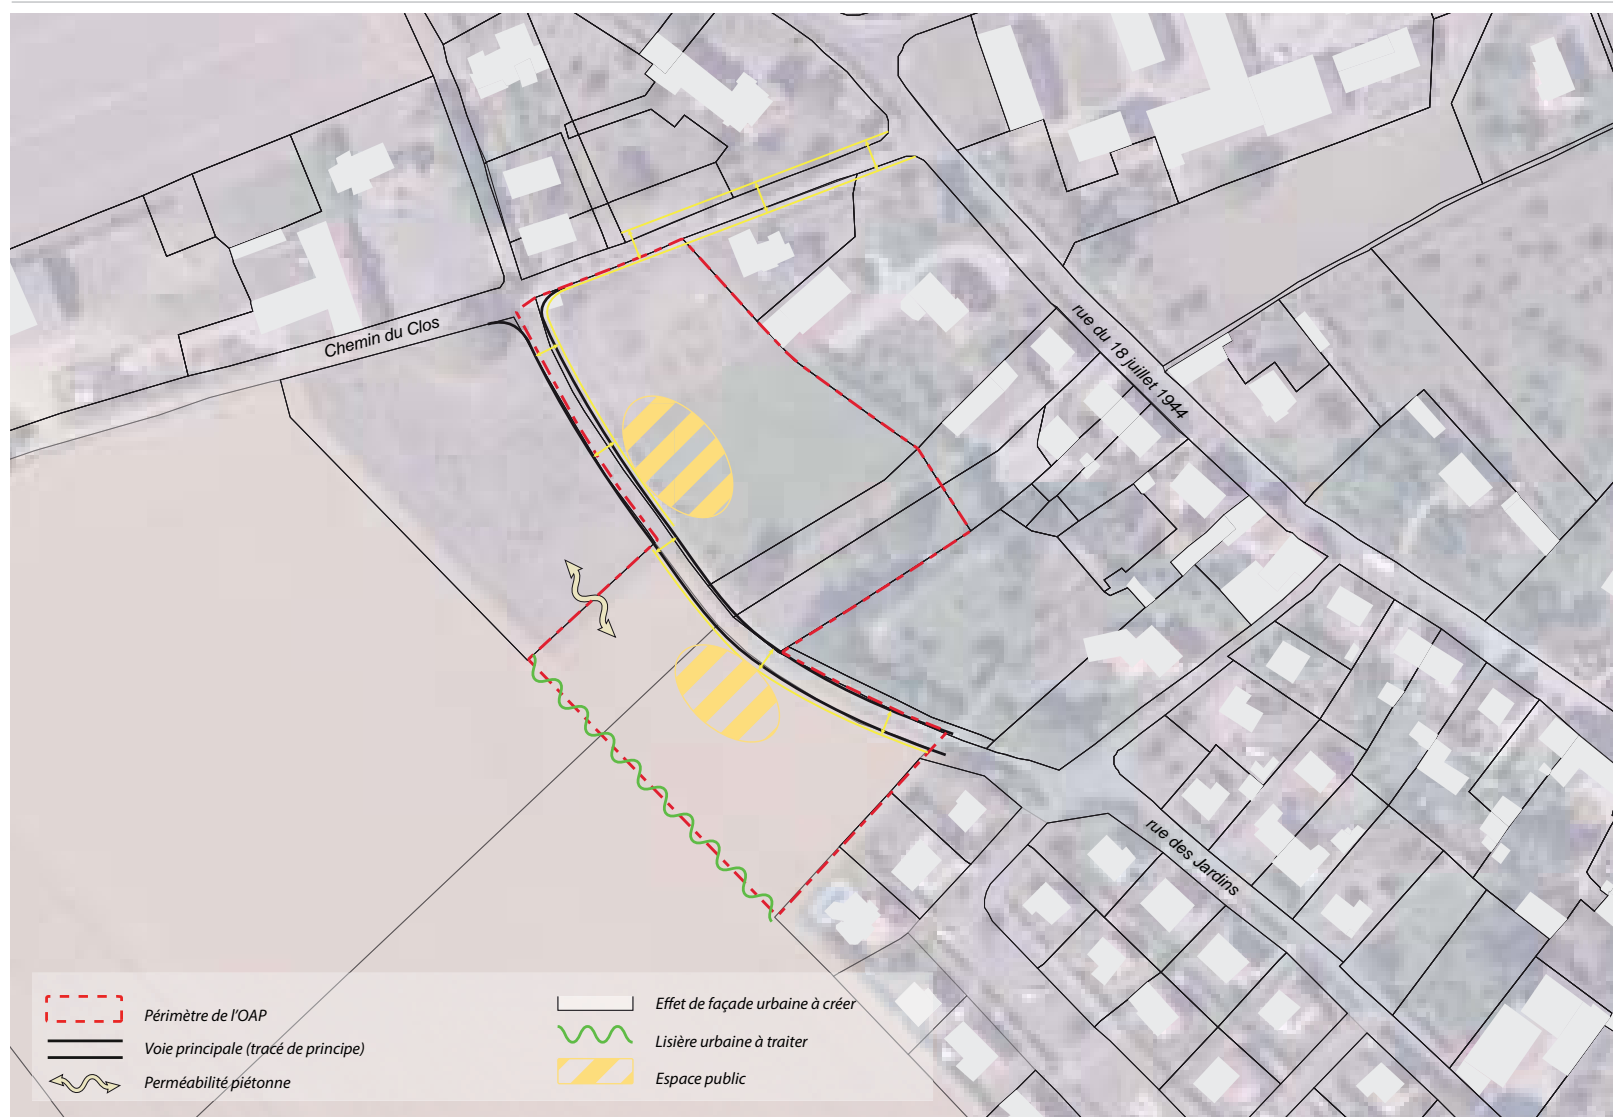 Chemin du Clos
rue du 18 juillet 1944
rue des Jardins
Périmètre de l'OAP
Voie principale (tracé de principe)
Perméabilité piétonne
Effet de façade urbaine à créer
Lisière urbaine à traiter
Espace public